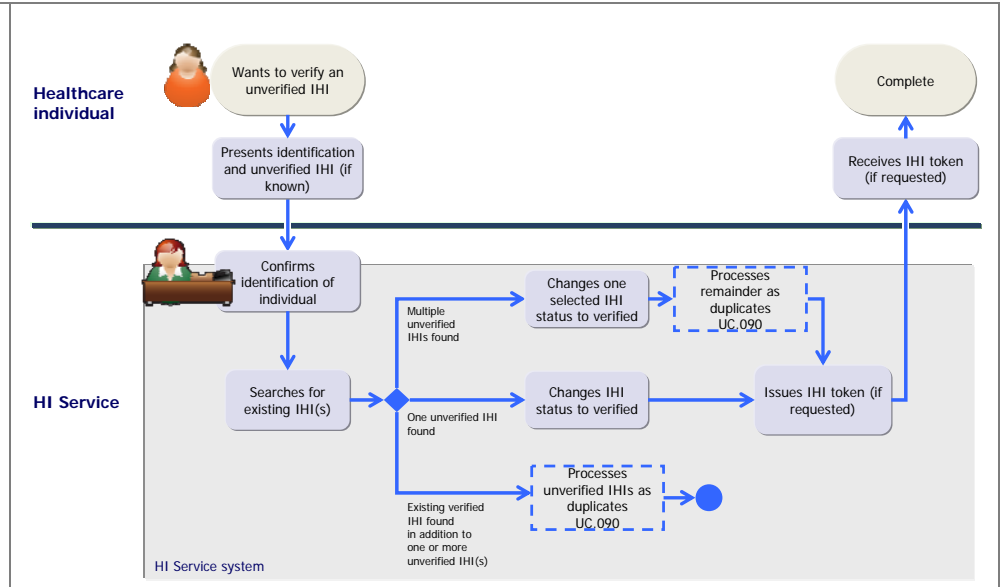 Healthcare
individual
Wants to verify an
unverified IHI
Complete
Presents identification
and unverified IHI (if
known)
Receives IHI token
(if requested)
HI Service
Confirms
identification of
individual
Searches for
existing IHI(s)
Multiple
unverified
IHIs found
Changes one
selected IHI
status to verified
Processes
remainder as
duplicates
UC.090
One unverified IHI
found
Changes IHI
status to verified
Issues IHI token (if
requested)
Existing verified
IHI found
in addition to
one or more
unverified IHI(s)
Processes
unverified IHIs as
duplicates
UC.090
HI Service system